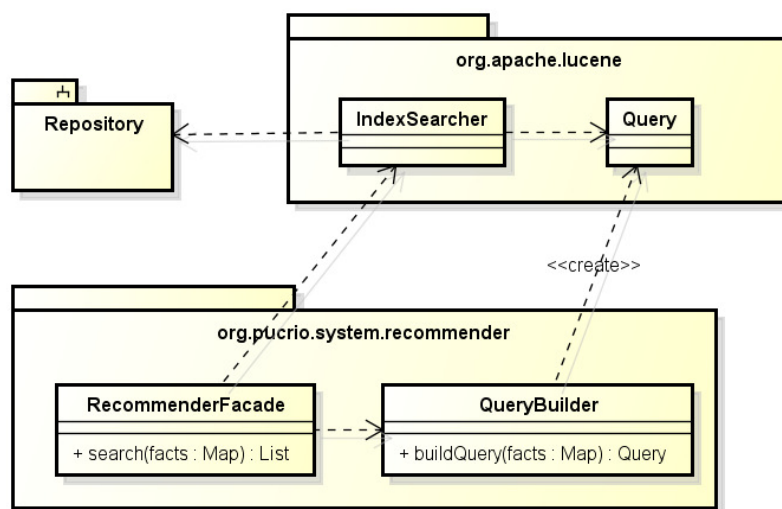 org.apache.lucene
Repository
IndexSearcher
Query
<<create>>
org.pucrio.system.recommender
RecommenderFacade
+ search(facts : Map) : List
QueryBuilder
+ buildQuery(facts : Map) : Query